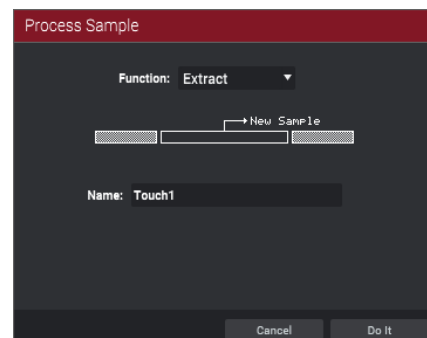 Process Sample
Function: Extract
New Sample
Name: Touch1
Cancel Do It